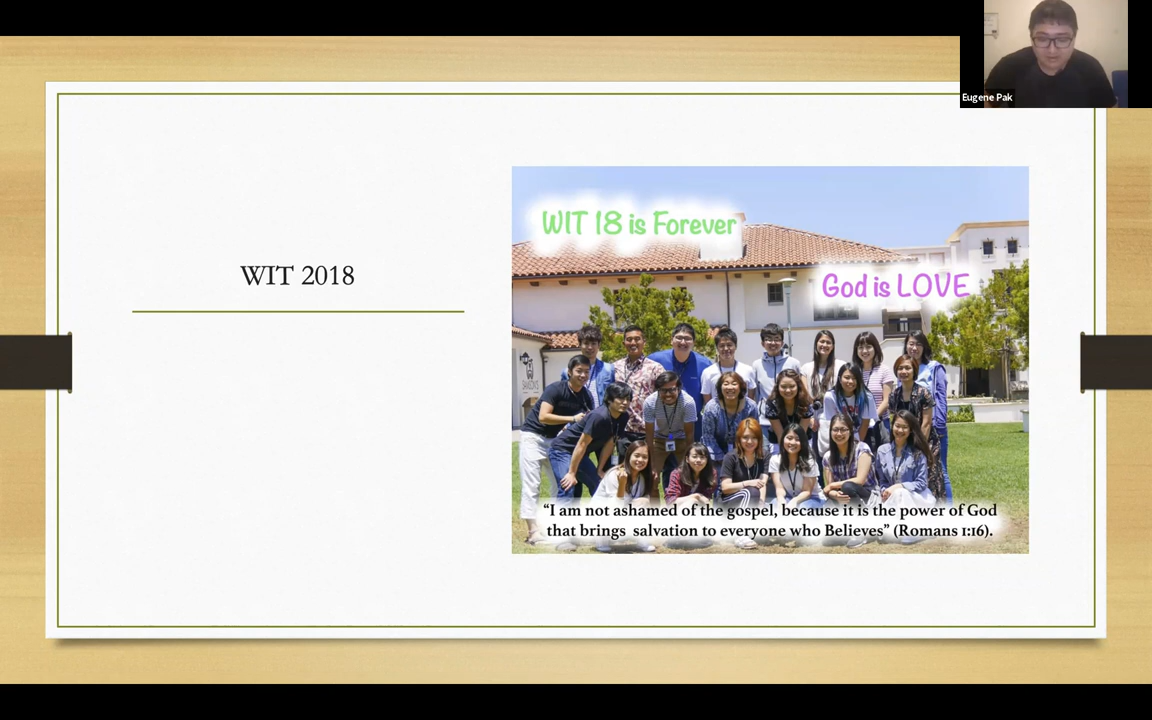 Eugene Pak
WIT 2018
WIT 18 is Forever
God is LOVE
“I am not ashamed of the gospel, because it is the power of God
that brings salvation to everyone who Believes” (Romans 1:16).